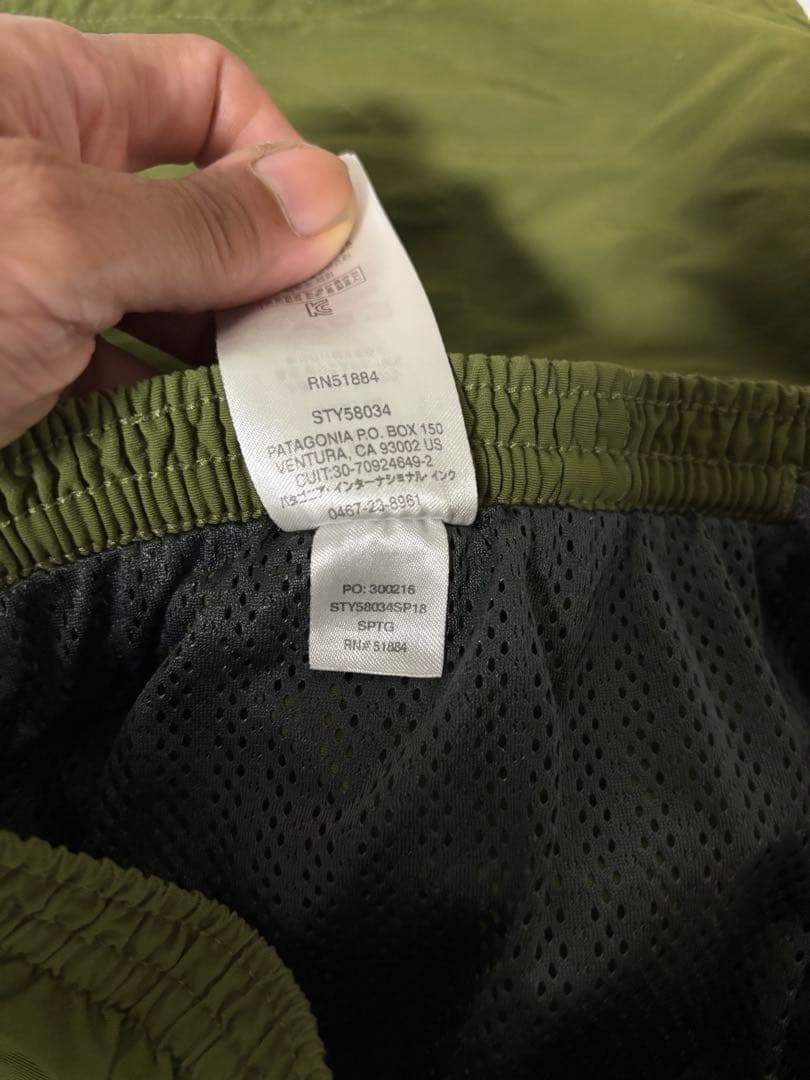 RN51884
STY58034
PATAGONIA P.O. BOX 150
VENTURA, CA 93002 US
CUIT:30-70924649-2
パタゴニア・インターナショナル インク
0467-23-8961
PO: 300216
STY58034SP18
SPTG
RN# 51884